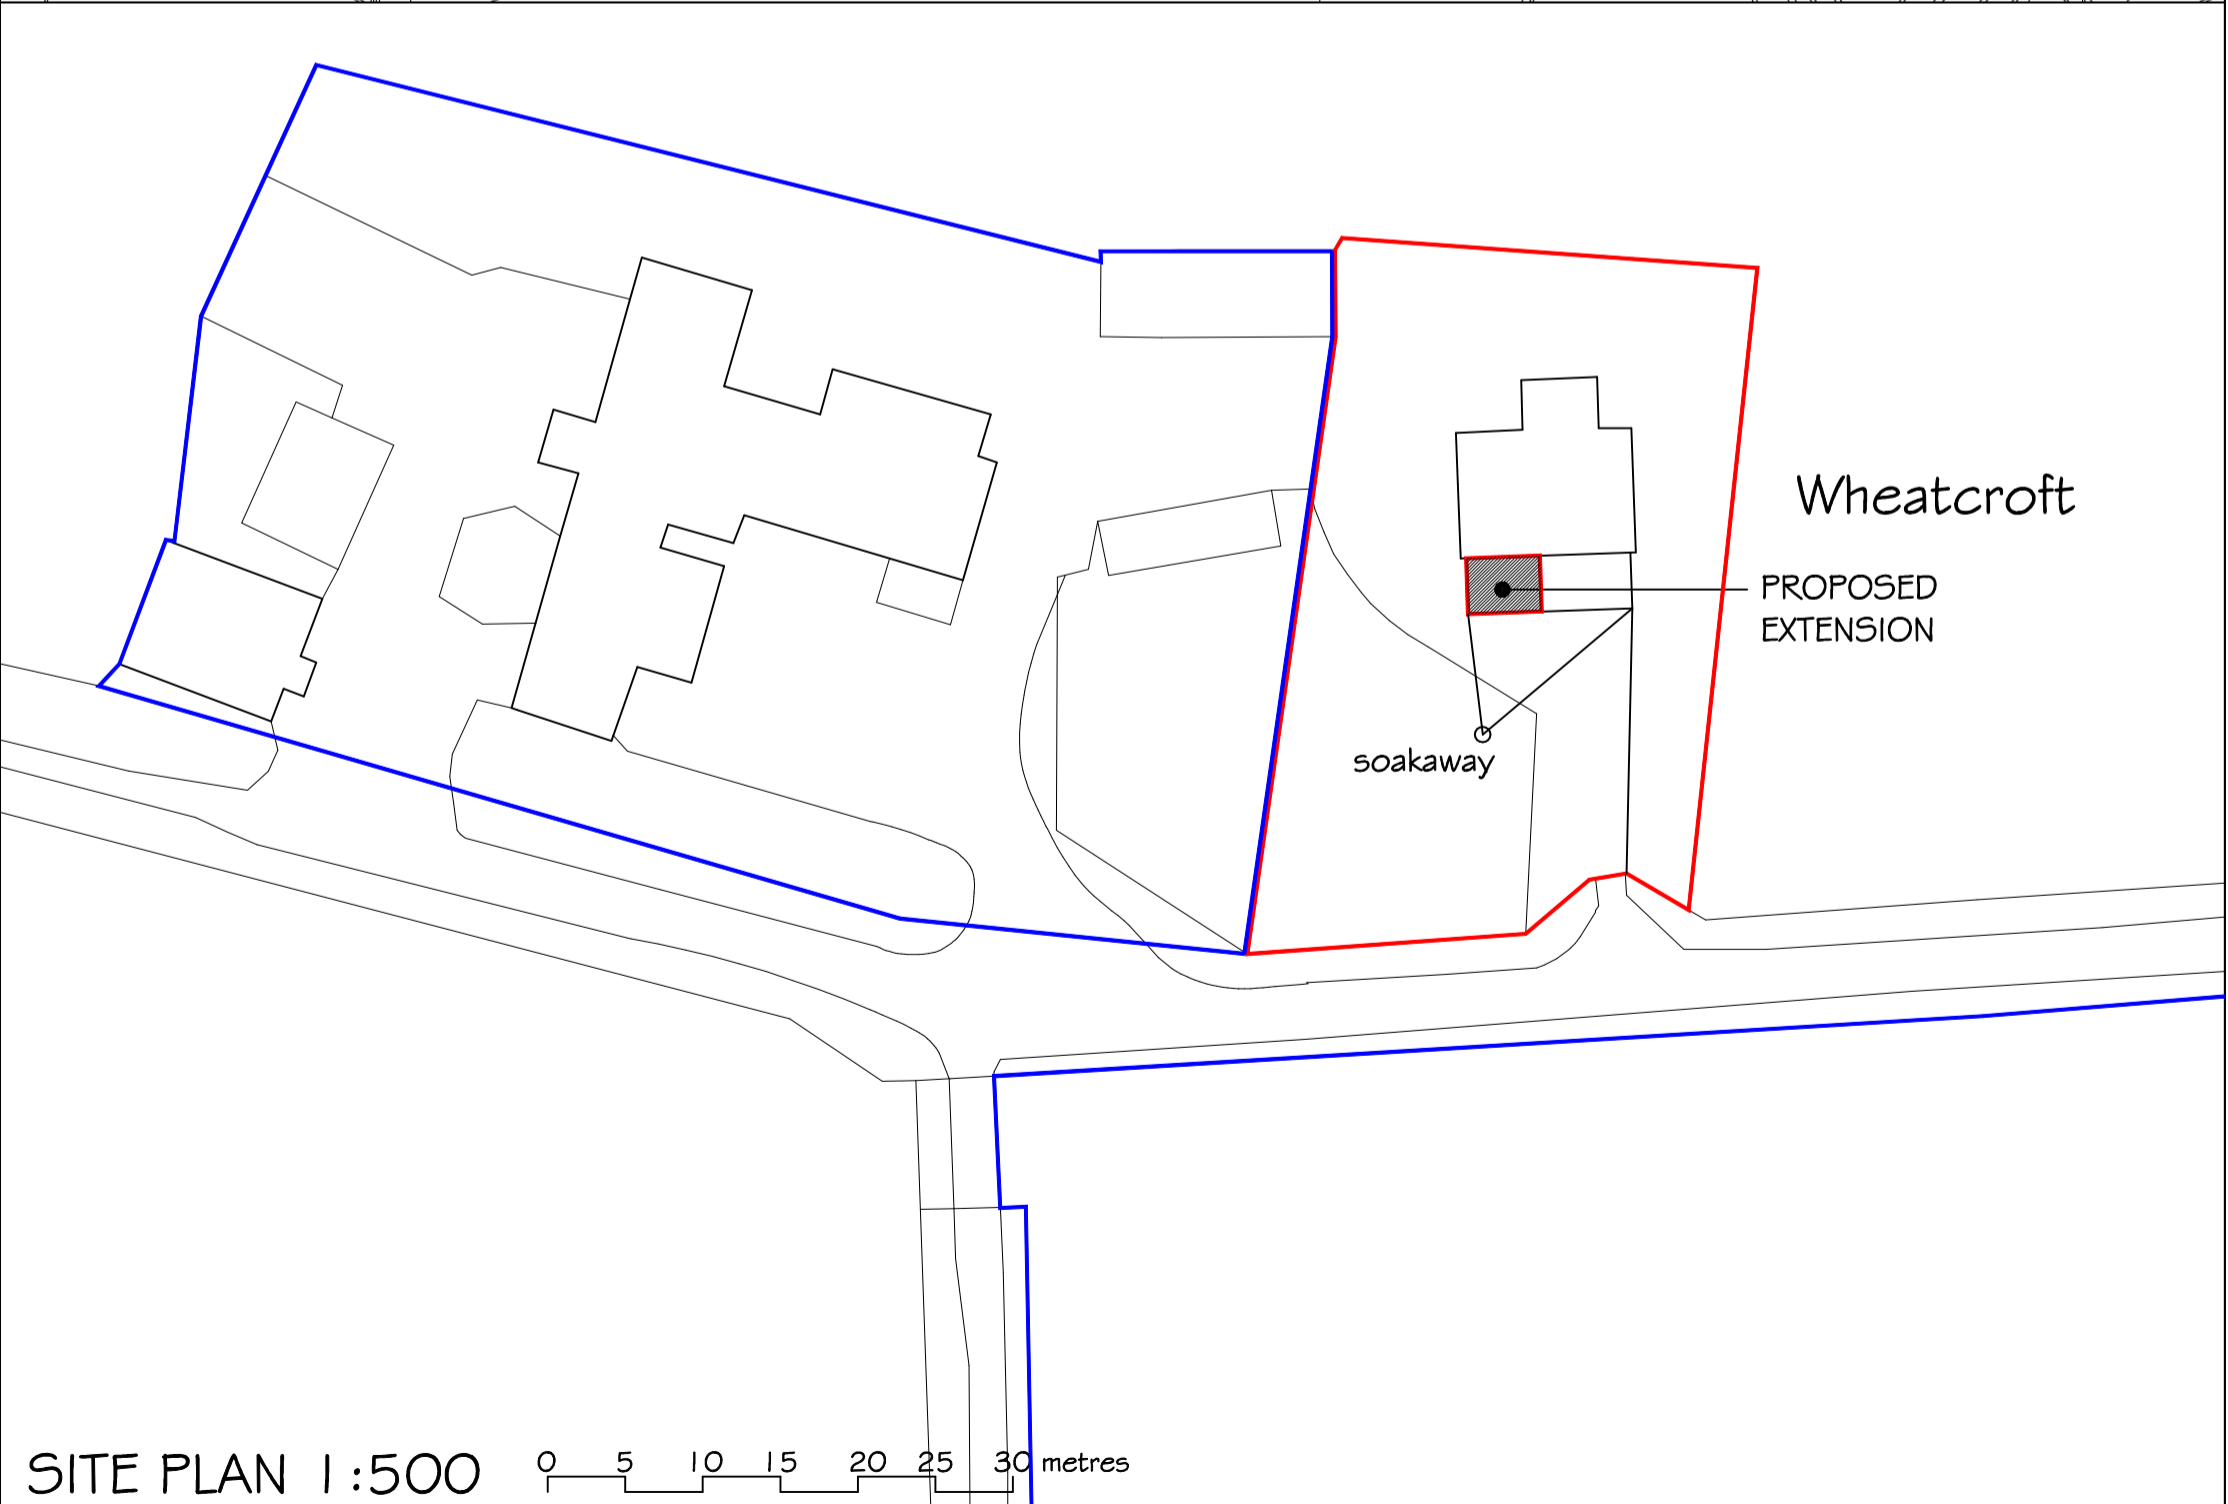 Wheatcroft
PROPOSED
EXTENSION
soakaway
SITE PLAN 1:500
0 5 10 15 20 25 30 metres